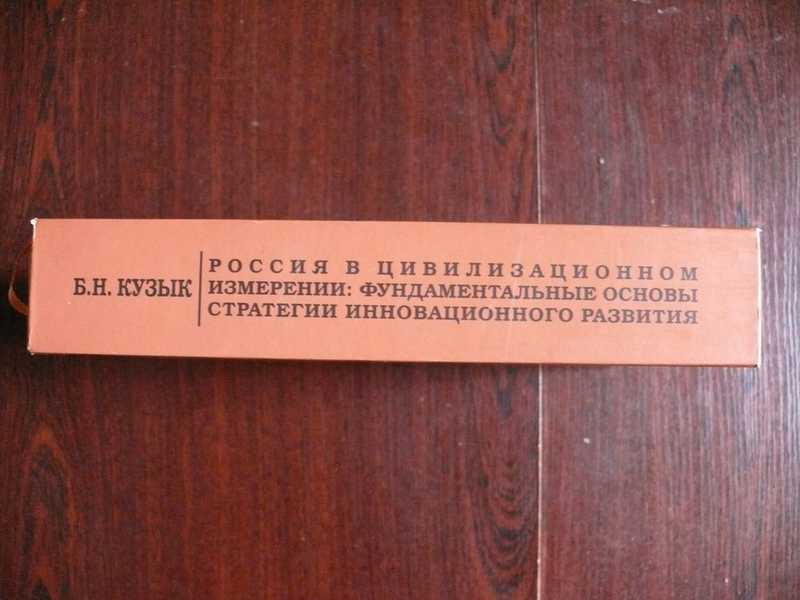 Б.Н. КУЗЫК
РОССИЯ В ЦИВИЛИЗАЦИОННОМ
ИЗМЕРЕНИИ: ФУНДАМЕНТАЛЬНЫЕ ОСНОВЫ
СТРАТЕГИИ ИННОВАЦИОННОГО РАЗВИТИЯ